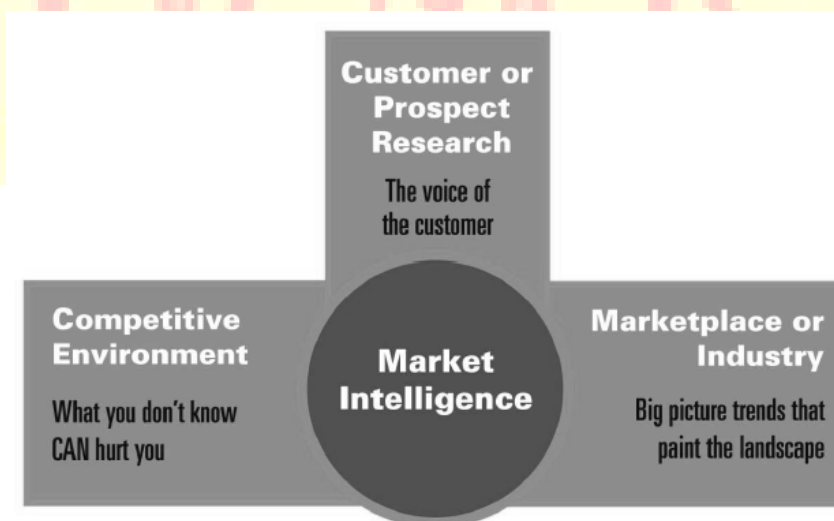 Customer or
Prospect
Research
The voice of
the customer
Competitive
Environment
What you don't know
CAN hurt you
Market
Intelligence
Marketplace or
Industry
Big picture trends that
paint the landscape